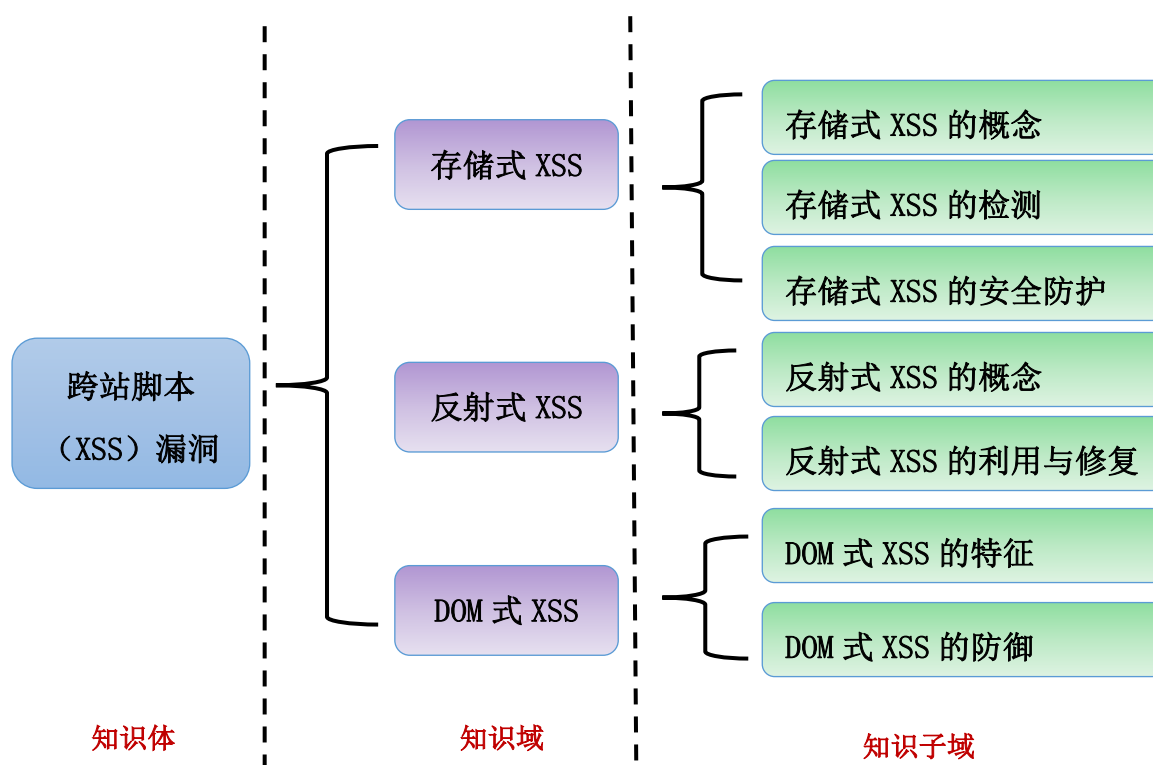 跨站脚本
（XSS）漏洞
存储式 XSS
反射式 XSS
DOM 式 XSS
存储式 XSS 的概念
存储式 XSS 的检测
存储式 XSS 的安全防护
反射式 XSS 的概念
反射式 XSS 的利用与修复
DOM 式 XSS 的特征
DOM 式 XSS 的防御
知识体
知识域
知识子域